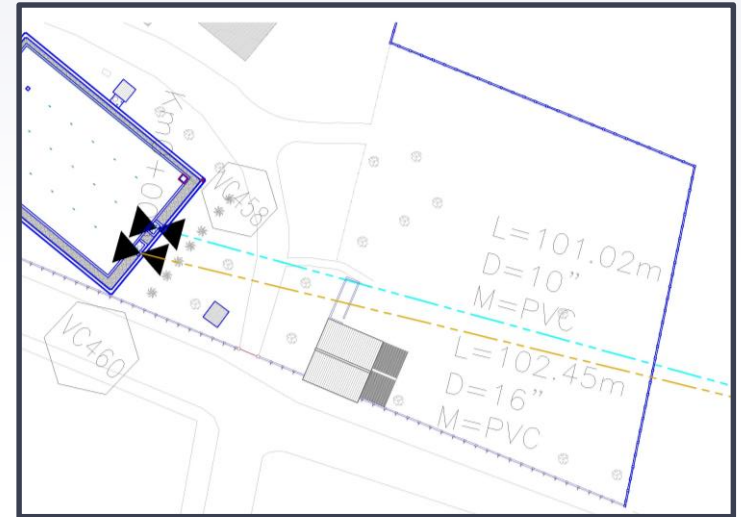 VC458
L=101.02m
D=10”
M=PVC
L=102.45m
D=16”
M=PVC
VC460